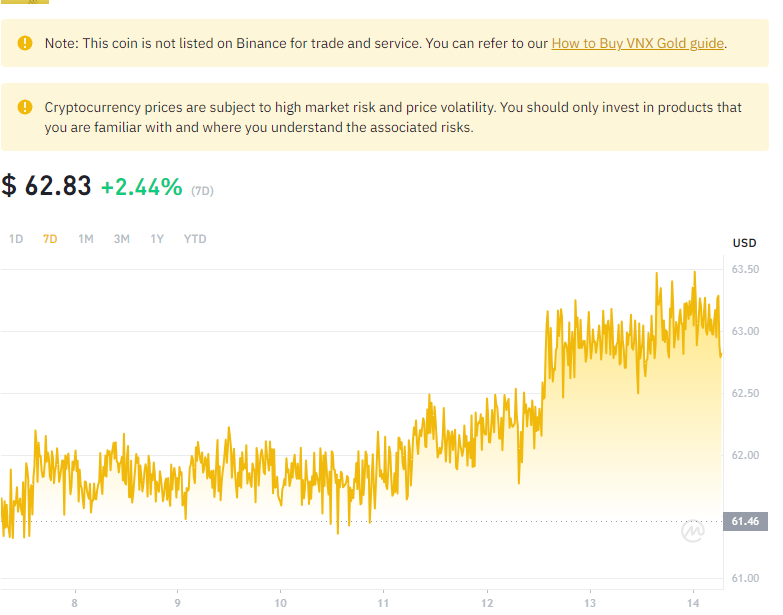 Note: This coin is not listed on Binance for trade and service. You can refer to our How to Buy VNX Gold guide.
Cryptocurrency prices are subject to high market risk and price volatility. You should only invest in products that
you are familiar with and where you understand the associated risks.
$ 62.83 +2.44% (7D)
1D 7D 1M 3M 1Y YTD
USD
63.50
63.00
62.50
62.00
61.46
61.00
8 9 10 11 12 13 14